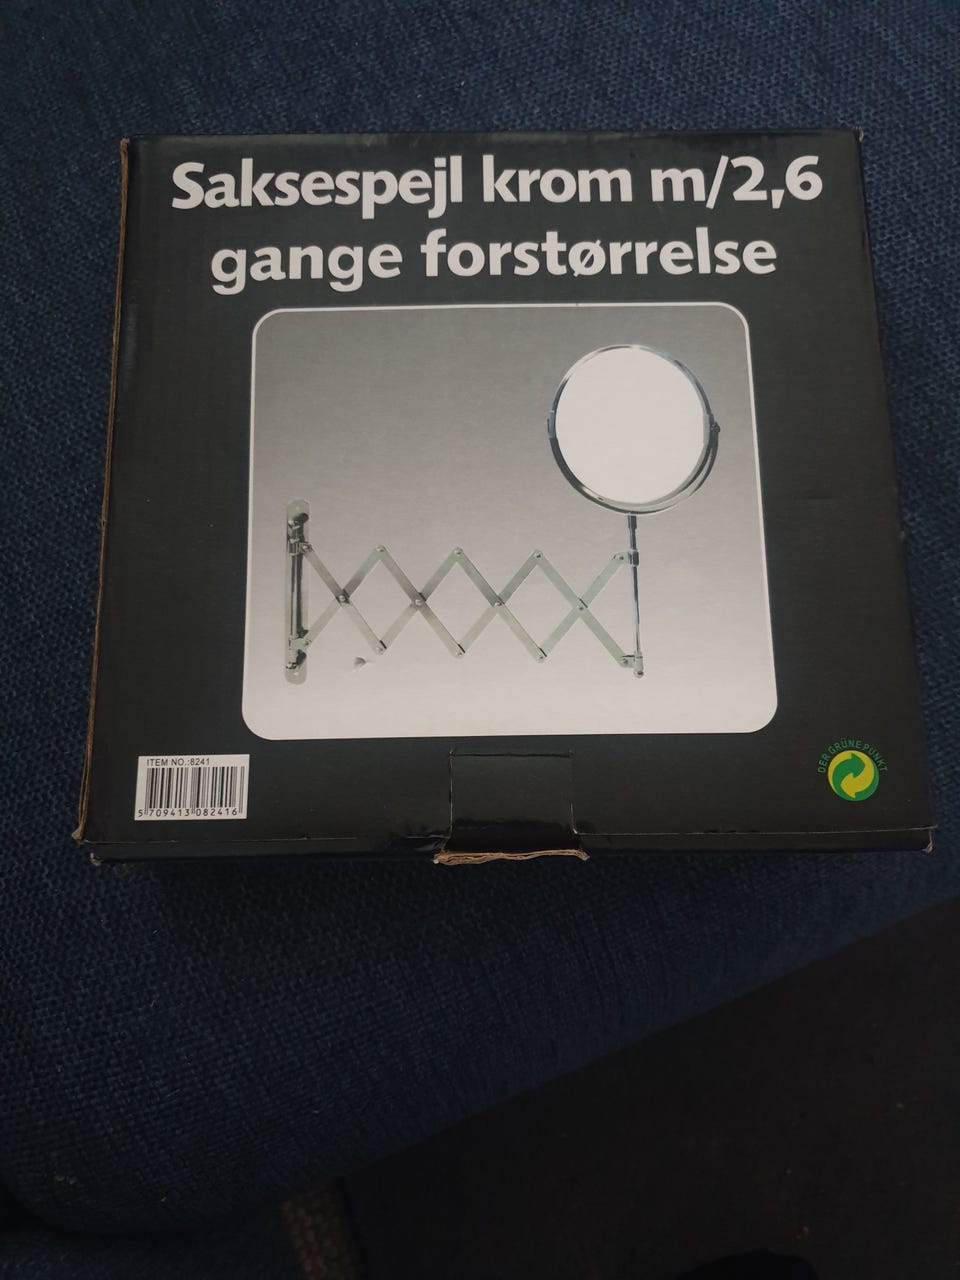 Saksespejl krom m/2,6
gange forstørrelse
ITEM NO.:8241
5 709413 082416
DER GRÜNE PUNKT